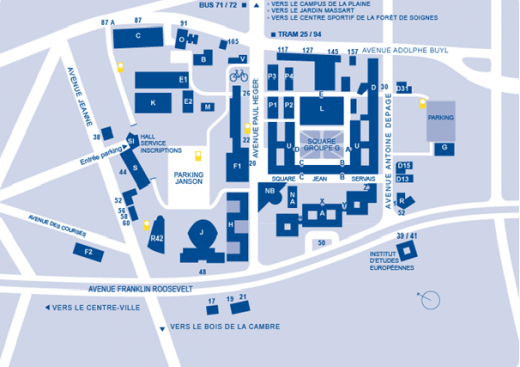 BUS 71 / 72
- VERS LE CAMPUS DE LA PLAINE
- VERS LE JARDIN MASSART
- VERS LE CENTRE SPORTIF DE LA FORÊT DE SOIGNES
TRAM 25 / 94
87 A
87
91
C
O
105
B
V
117
127
145
157
AVENUE ADOLPHE BUYL
AVENUE JEANNE
E1
K
E2
M
26
AVENUE PAUL HEGER
P3
P4
E
D
30
D31
P1
P2
L
PARKING
AVENUE ANTOINE DEPAGE
38
SI
HALL
SERVICE
INSCRIPTIONS
Entrée parking
22
U
D
SQUARE
GROUPE G
A
U
G
S
44
PARKING
JANSON
F1
20
C
B
C
B
D15
D13
SQUARE
JEAN
SERVAIS
52
56
58
60
NB
N
A
X
A
R
52
AVENUE DES COURSES
R42
J
H
F2
50
39 / 41
48
INSTITUT
D'ETUDES
EUROPÉENNES
AVENUE FRANKLIN ROOSEVELT
17
19
21
VERS LE CENTRE-VILLE
VERS LE BOIS DE LA CAMBRE